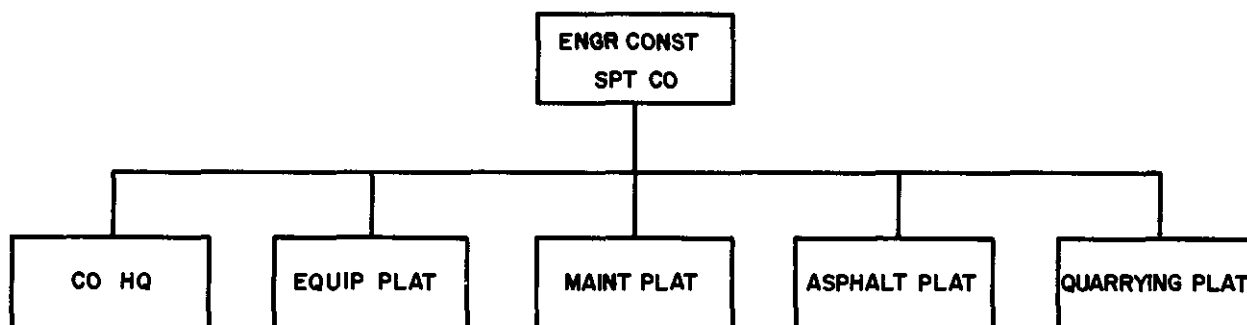 ENGR CONST
SPT CO
CO HQ
EQUIP PLAT
MAINT PLAT
ASPHALT PLAT
QUARRYING PLAT